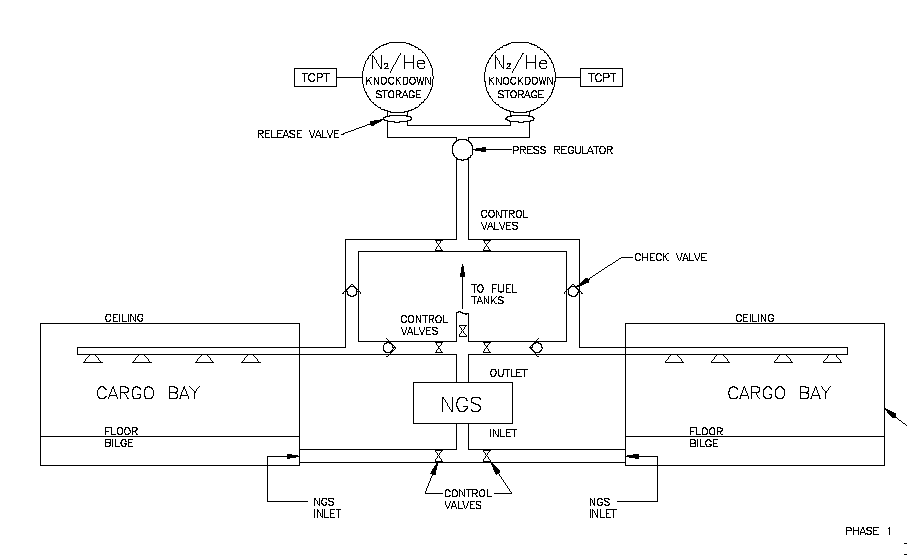 N₂/He
KNOCKDOWN
STORAGE
N₂/He
KNOCKDOWN
STORAGE
TCPT
TCPT
RELEASE VALVE
PRESS REGULATOR
CONTROL
VALVES
CHECK VALVE
TO FUEL
TANKS
CONTROL
VALVES
CEILING
CEILING
OUTLET
CARGO BAY
NGS
CARGO BAY
INLET
FLOOR
BILGE
FLOOR
BILGE
NGS
INLET
CONTROL
VALVES
NGS
INLET
PHASE 1